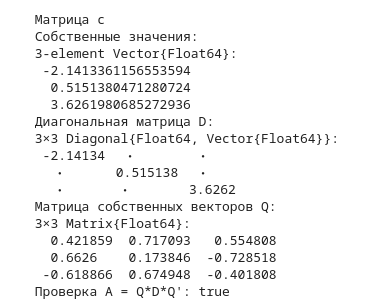 Матрица c
Собственные значения:
3-element Vector{Float64}:
 -2.1413361156553594
  0.5151380471280724
  3.6261980685272936
Диагональная матрица D:
3×3 Diagonal{Float64, Vector{Float64}}:
 -2.14134   ⋅         ⋅
   ⋅       0.515138   ⋅
   ⋅        ⋅        3.6262
Матрица собственных векторов Q:
3×3 Matrix{Float64}:
  0.421859  0.717093   0.554808
  0.6626    0.173846  -0.728518
 -0.618866  0.674948  -0.401808
Проверка A = Q*D*Q': true